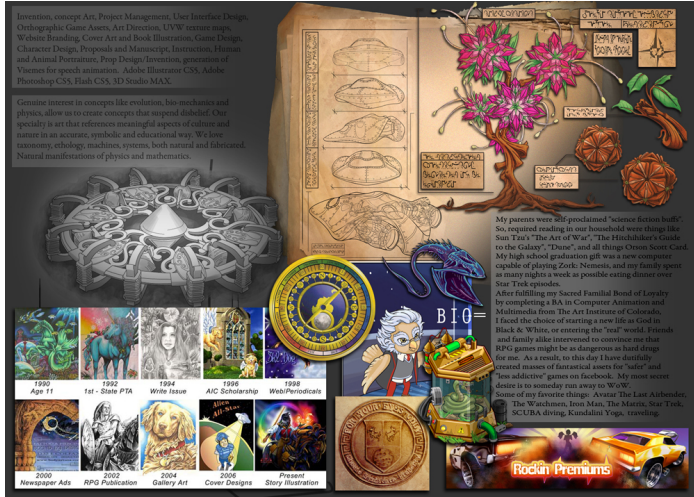 Invention, concept Art, Project Management, User Interface Design,
Orthographic Game Assets, Art Direction, UVW texture maps,
Website Branding, Cover Art and Book Illustration, Game Design,
Character Design, Proposals and Manuscript, Instruction, Human
and Animal Portraiture, Prop Design/Invention, generation of
Visemes for speech animation. Adobe Illustrator CS5, Adobe
Photoshop CS5, Flash CS5, 3D Studio MAX.
Genuine interest in concepts like evolution, bio-mechanics and
physics, allow us to create concepts that suspend disbelief. Our
specialty is art that references meaningful aspects of culture and
nature in an accurate, symbolic and educational way. We love
taxonomy, ethology, machines, systems, both natural and fabricated.
Natural manifestations of physics and mathematics.
My parents were self-proclaimed "science fiction buffs".
So, required reading in our household were things like
Sun Tzu's "The Art of War", "The Hitchhiker's Guide
to the Galaxy", "Dune", and all things Orson Scott Card.
My high school graduation gift was a new computer
capable of playing Zork: Nemesis, and my family spent
as many nights a week as possible eating dinner over
Star Trek episodes.
After fulfilling my Sacred Familial Bond of Loyalty
by completing a BA in Computer Animation and
Multimedia from The Art Institute of Colorado,
I faced the choice of starting a new life as God in
Black & White, or entering the "real" world. Friends
and family alike intervened to convince me that
RPG games might be as dangerous as hard drugs
for me. As a result, to this day I have dutifully
created masses of fantastical assets for "safer" and
"less addictive" games on facebook. My most secret
desire is to someday run away to WoW.
Some of my favorite things: Avatar The Last Airbender,
The Watchmen, Iron Man, The Matrix, Star Trek,
SCUBA diving, Kundalini Yoga, traveling.
BIO=
1990
Age 11
1992
1st - State PTA
1994
Write Issue
1996
AIC Scholarship
1998
Web/Periodicals
Alien
All-Star
2000
Newspaper Ads
2002
RPG Publication
2004
Gallery Art
2006
Cover Designs
Present
Story Illustration
Rockin Premiums